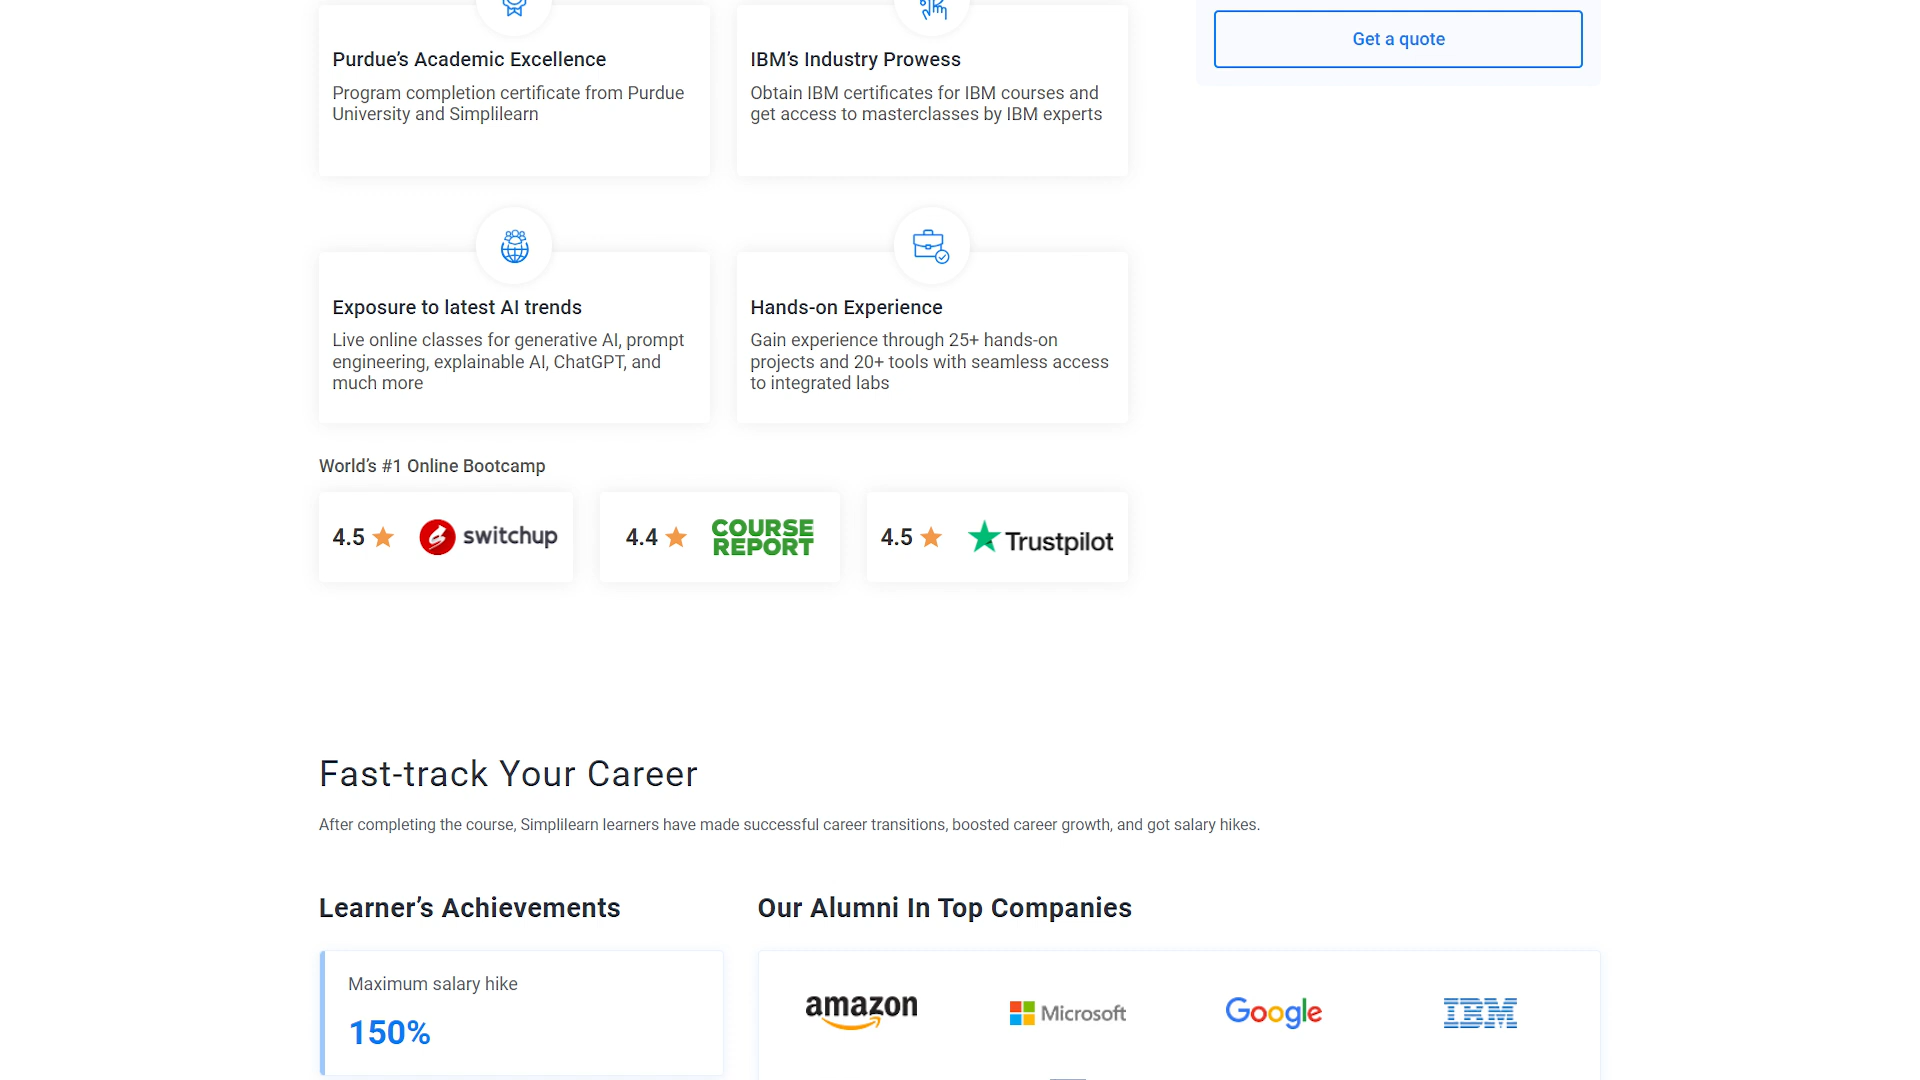 Get a quote
Purdue’s Academic Excellence
Program completion certificate from Purdue
University and Simplilearn
IBM’s Industry Prowess
Obtain IBM certificates for IBM courses and
get access to masterclasses by IBM experts
Exposure to latest AI trends
Live online classes for generative AI, prompt
engineering, explainable AI, ChatGPT, and
much more
Hands-on Experience
Gain experience through 25+ hands-on
projects and 20+ tools with seamless access
to integrated labs
World’s #1 Online Bootcamp
4.5 switchup
4.4 COURSE
REPORT
4.5 Trustpilot
Fast-track Your Career
After completing the course, Simplilearn learners have made successful career transitions, boosted career growth, and got salary hikes.
Learner’s Achievements
Maximum salary hike
150%
Our Alumni In Top Companies
amazon Microsoft Google IBM